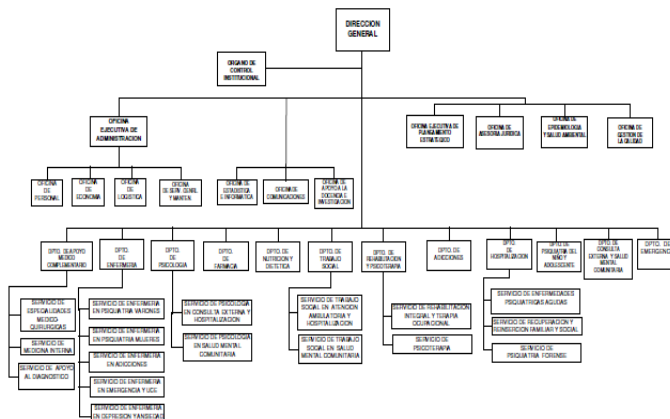 DIRECCION
GENERAL
ORGANO DE
CONTROL
INSTITUCIONAL
OFICINA
EJECUTIVA DE
ADMINISTRACION
OFICINA EJECUTIVA DE
PLANEAMIENTO
ESTRATEGICO
OFICINA DE
ASESORIA JURIDICA
OFICINA DE
EPIDEMIOLOGIA
Y SALUD AMBIENTAL
OFICINA
DE GESTION DE
LA CALIDAD
OFICINA
DE
PERSONAL
OFICINA
DE
ECONOMIA
OFICINA
DE
LOGISTICA
OFICINA
DE SERV. GENRL.
Y MANTEN.
OFICINA DE
ESTADISTICA
E INFORMATICA
OFICINA DE
COMUNICACIONES
OFICINA DE
APOYO A LA
DOCENCIA E
INVESTIGACION
DPTO. DE APOYO
MEDICO
COMPLEMENTARIO
DPTO.
DE
ENFERMERIA
DPTO.
DE
PSICOLOGIA
DPTO.
DE
FARMACIA
DPTO. DE
NUTRICION Y
DIETETICA
DPTO. DE
TRABAJO
SOCIAL
DPTO. DE
REHABILITACION
Y PSICOTERAPIA
DPTO. DE
ADICCIONES
DPTO.
DE
HOSPITALIZACION
DPTO. DE
PSIQUIATRIA DEL
NIÑO Y
ADOLESCENTE
DPTO. DE
CONSULTA
EXTERNA Y SALUD
MENTAL
COMUNITARIA
DPTO. DE
EMERGENC
SERVICIO DE
ESPECIALIDADES
MEDICO
QUIRURGICAS
SERVICIO DE
MEDICINA INTERNA
SERVICIO DE APOYO
AL DIAGNOSTICO
SERVICIO DE ENFERMERIA
EN PSIQUIATRIA VARONES
SERVICIO DE ENFERMERIA
EN PSIQUIATRIA MUJERES
SERVICIO DE ENFERMERIA
EN ADICCIONES
SERVICIO DE ENFERMERIA
EN EMERGENCIA Y UCE
SERVICIO DE ENFERMERIA
EN DEPRESION Y ANSIEDAD
SERVICIO DE PSICOLOGIA
EN CONSULTA EXTERNA Y
HOSPITALIZACION
SERVICIO DE PSICOLOGIA
EN SALUD MENTAL
COMUNITARIA
SERVICIO DE TRABAJO
SOCIAL EN ATENCION
AMBULATORIA Y
HOSPITALIZACION
SERVICIO DE TRABAJO
SOCIAL EN SALUD
MENTAL COMUNITARIA
SERVICIO DE REHABILITACION
INTEGRAL Y TERAPIA
OCUPACIONAL
SERVICIO DE
PSICOTERAPIA
SERVICIO DE ENFERMEDADES
PSIQUIATRICAS AGUDAS
SERVICIO DE RECUPERACION Y
REINSERCION FAMILIAR Y SOCIAL
SERVICIO DE
PSIQUIATRIA FORENSE